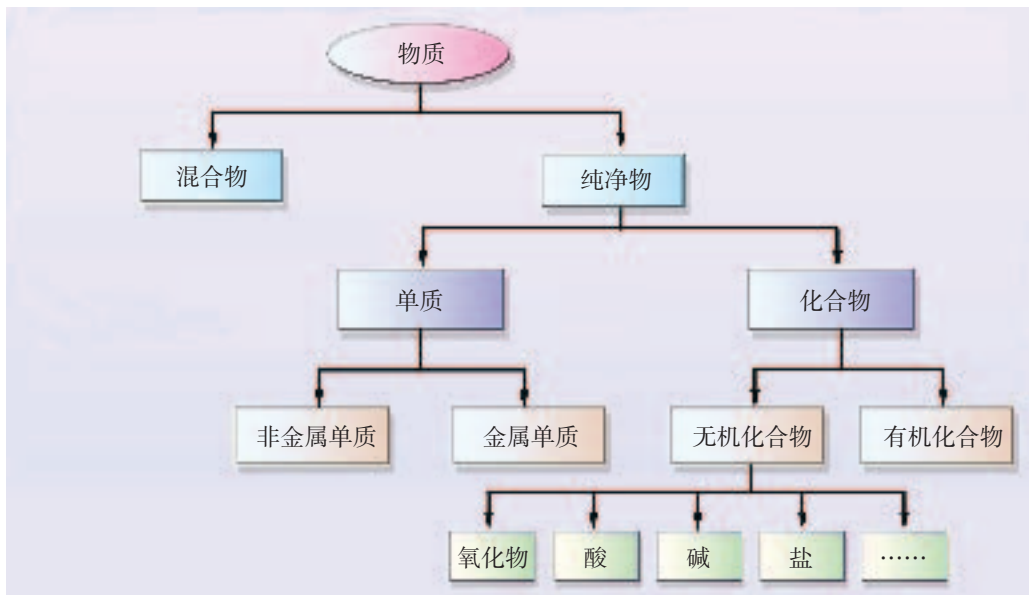 物质
混合物
纯净物
单质
化合物
非金属单质
金属单质
无机化合物
有机化合物
氧化物
酸
碱
盐
……